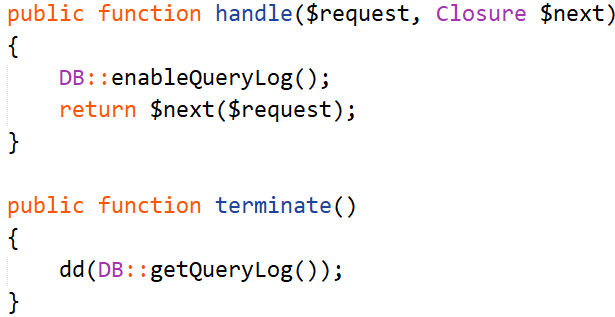 public function handle($request, Closure $next)
{
    DB::enableQueryLog();
    return $next($request);
}

public function terminate()
{
    dd(DB::getQueryLog());
}